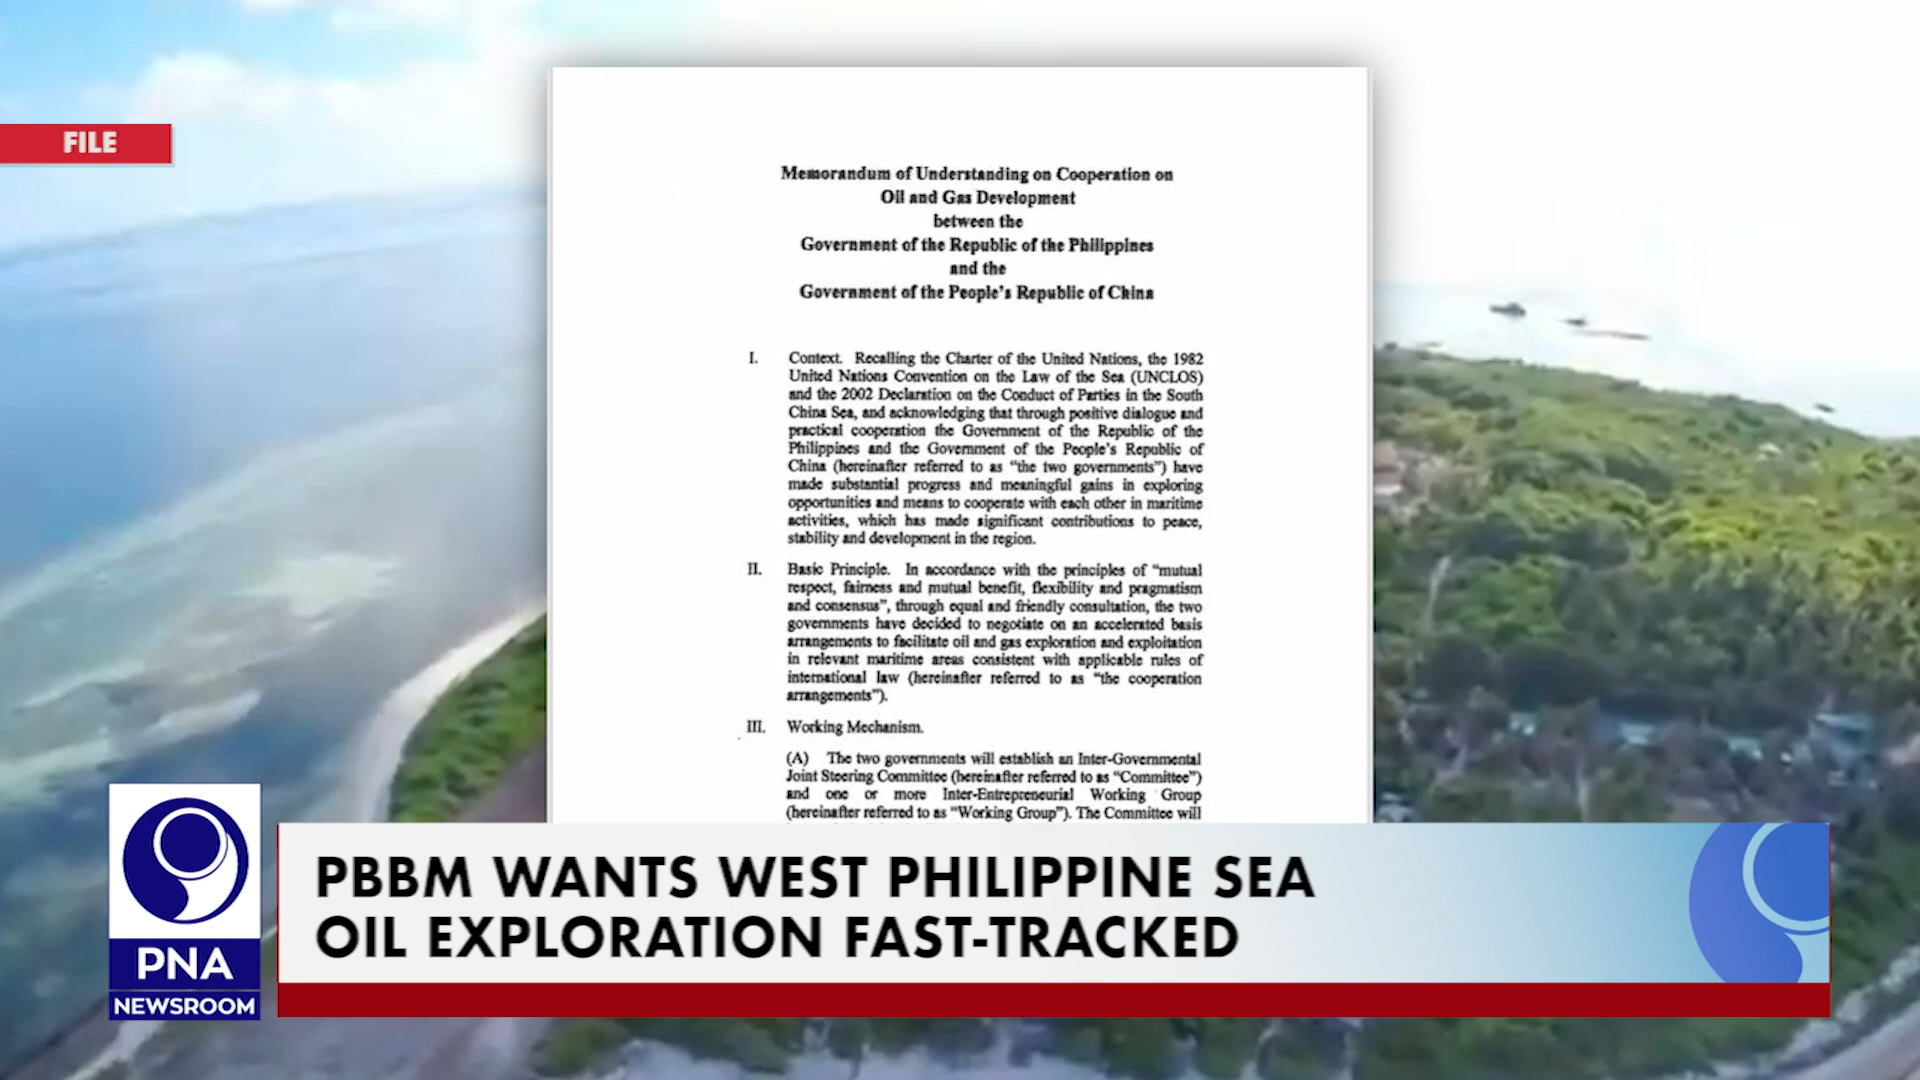 FILE
Memorandum of Understanding on Cooperation on
Oil and Gas Development
between the
Government of the Republic of the Philippines
and the
Government of the People's Republic of China
I. Context. Recalling the Charter of the United Nations, the 1982
United Nations Convention on the Law of the Sea (UNCLOS)
and the 2002 Declaration on the Conduct of Parties in the South
China Sea, and acknowledging that through positive dialogue and
practical cooperation the Government of the Republic of the
Philippines and the Government of the People's Republic of
China (hereinafter referred to as “the two governments”) have
made substantial progress and meaningful gains in exploring
opportunities and means to cooperate with each other in maritime
activities, which has made significant contributions to peace,
stability and development in the region.
II. Basic Principle. In accordance with the principles of “mutual
respect, fairness and mutual benefit, flexibility and pragmatism
and consensus”, through equal and friendly consultation, the two
governments have decided to negotiate on an accelerated basis
arrangements to facilitate oil and gas exploration and exploitation
in relevant maritime areas consistent with applicable rules of
international law (hereinafter referred to as “the cooperation
arrangements”).
III. Working Mechanism.
(A) The two governments will establish an Inter-Governmental
Joint Steering Committee (hereinafter referred to as “Committee”)
and one or more Inter-Entrepreneurial Working Group
(hereinafter referred to as “Working Group”). The Committee will
PBBM WANTS WEST PHILIPPINE SEA
OIL EXPLORATION FAST-TRACKED
PNA
NEWSROOM